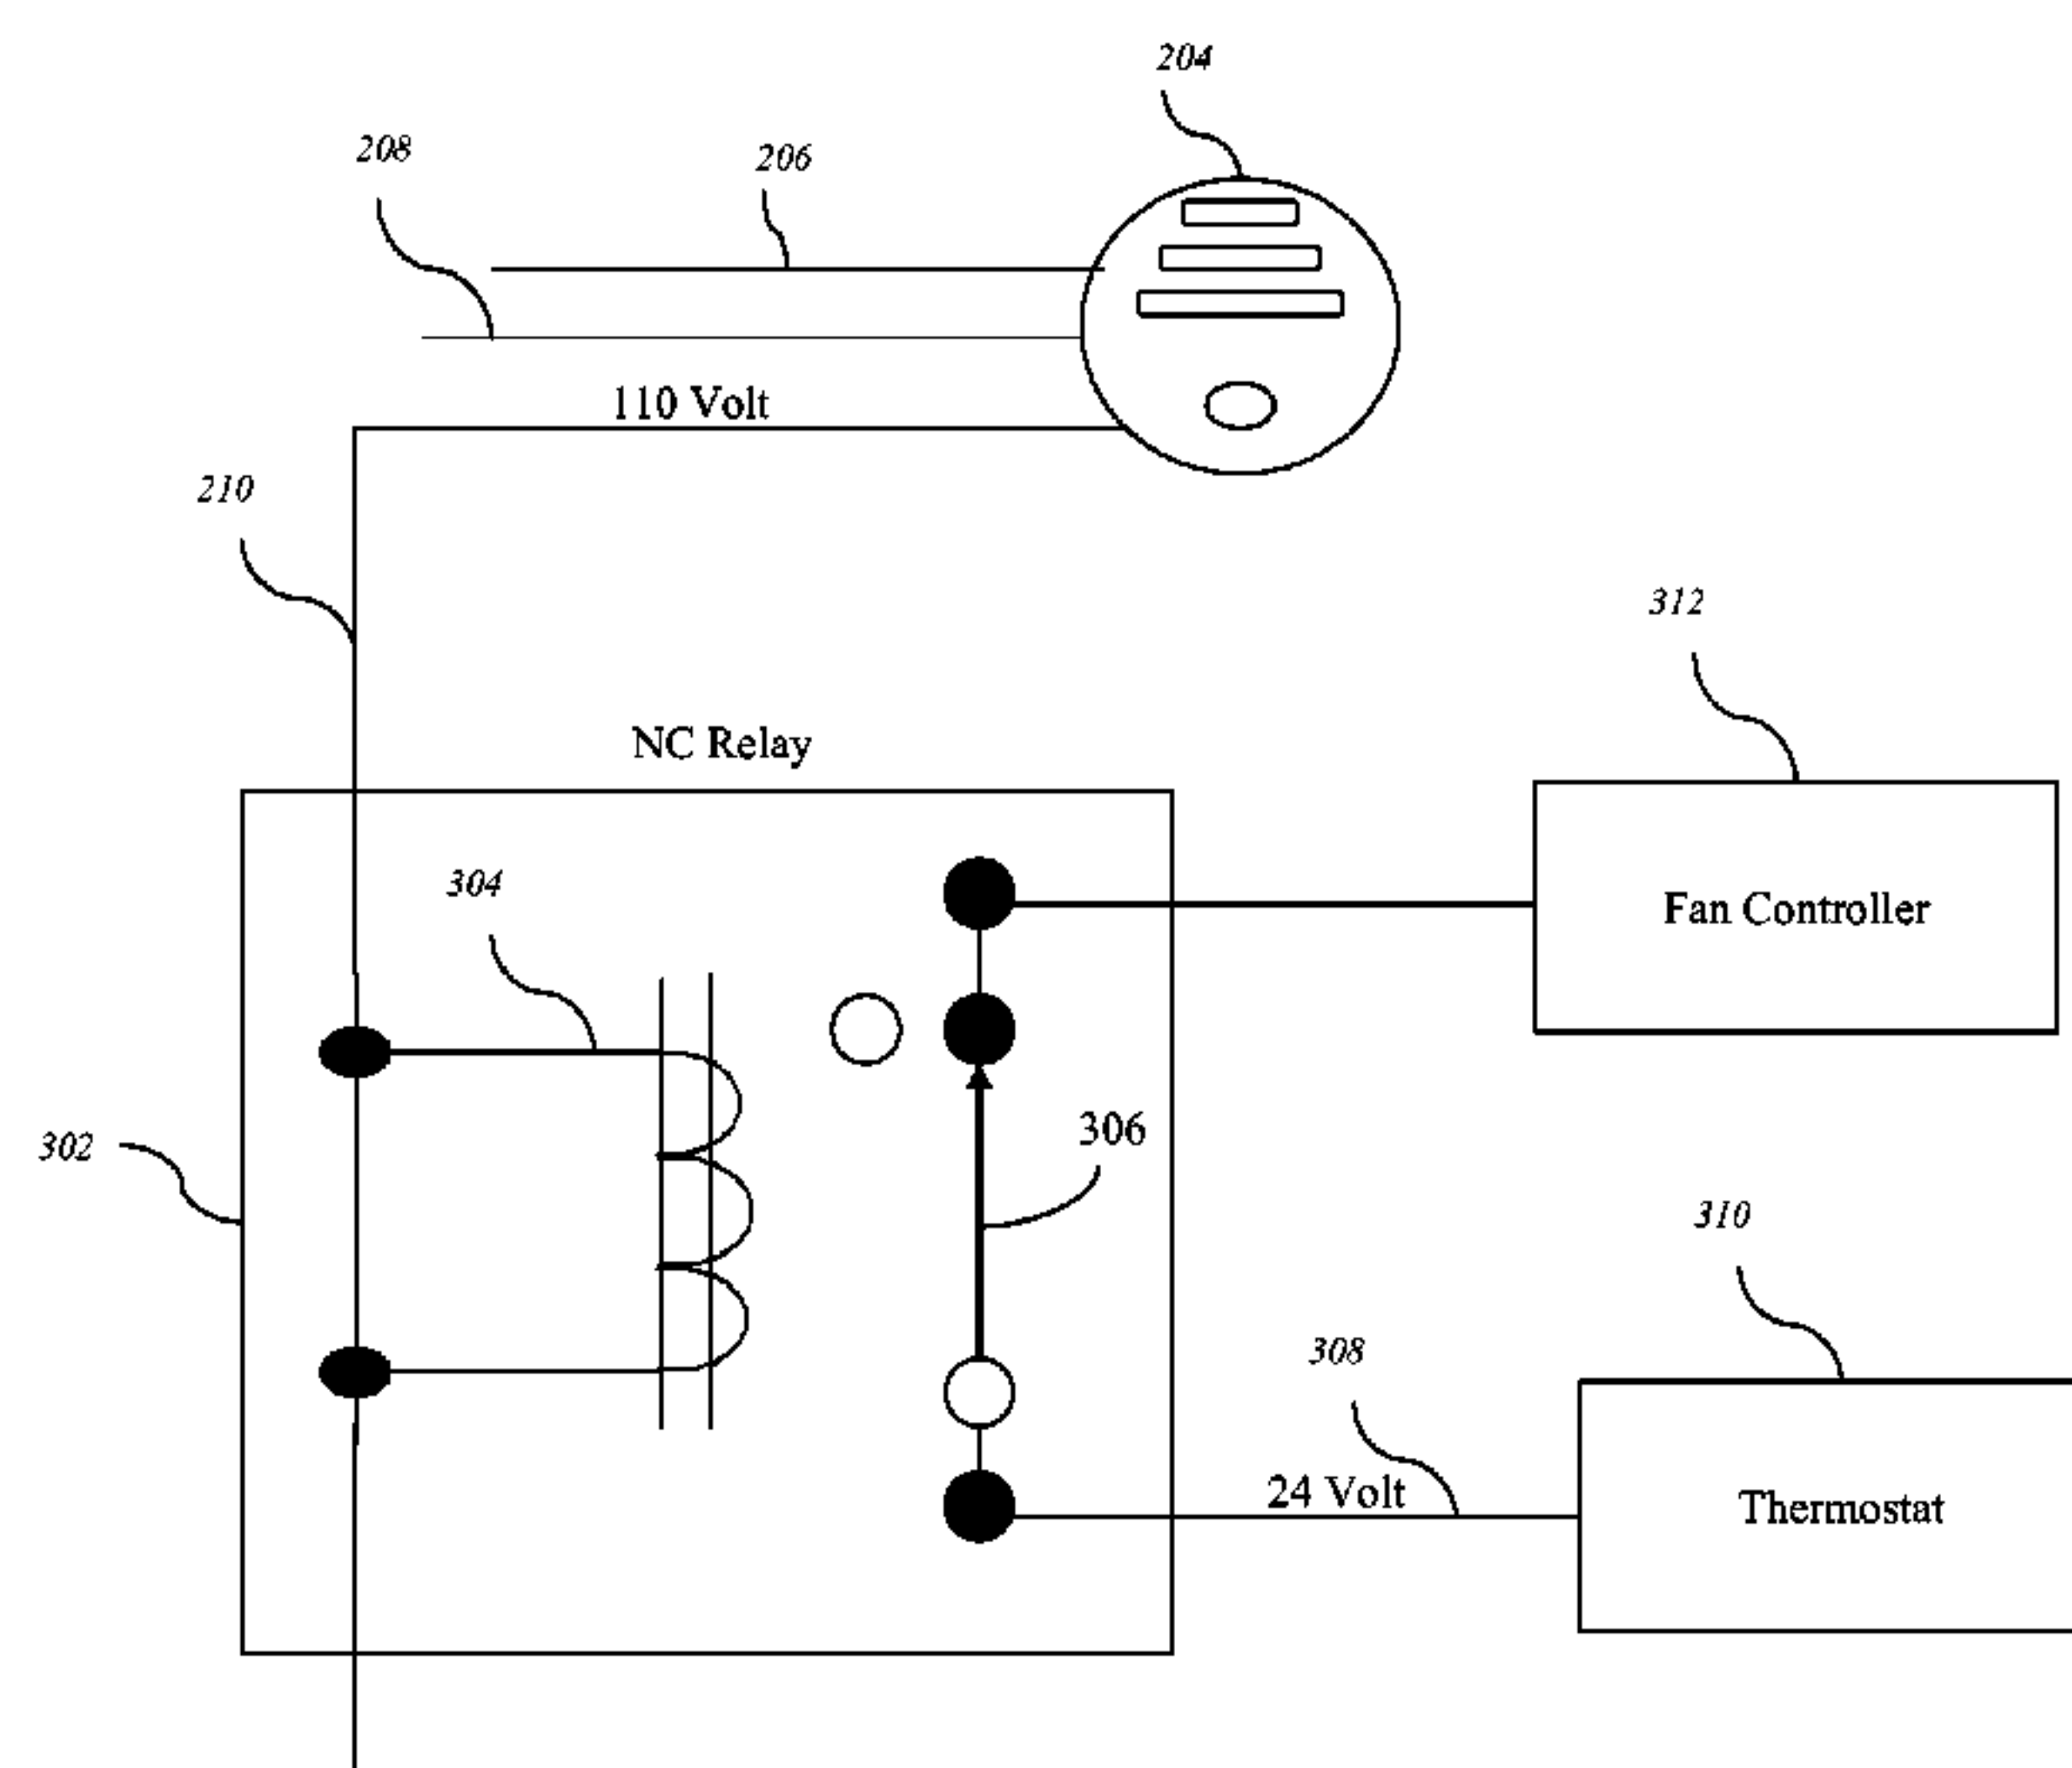 204
208
206
110 Volt
210
312
NC Relay
304
Fan Controller
306
302
310
308
24 Volt
Thermostat